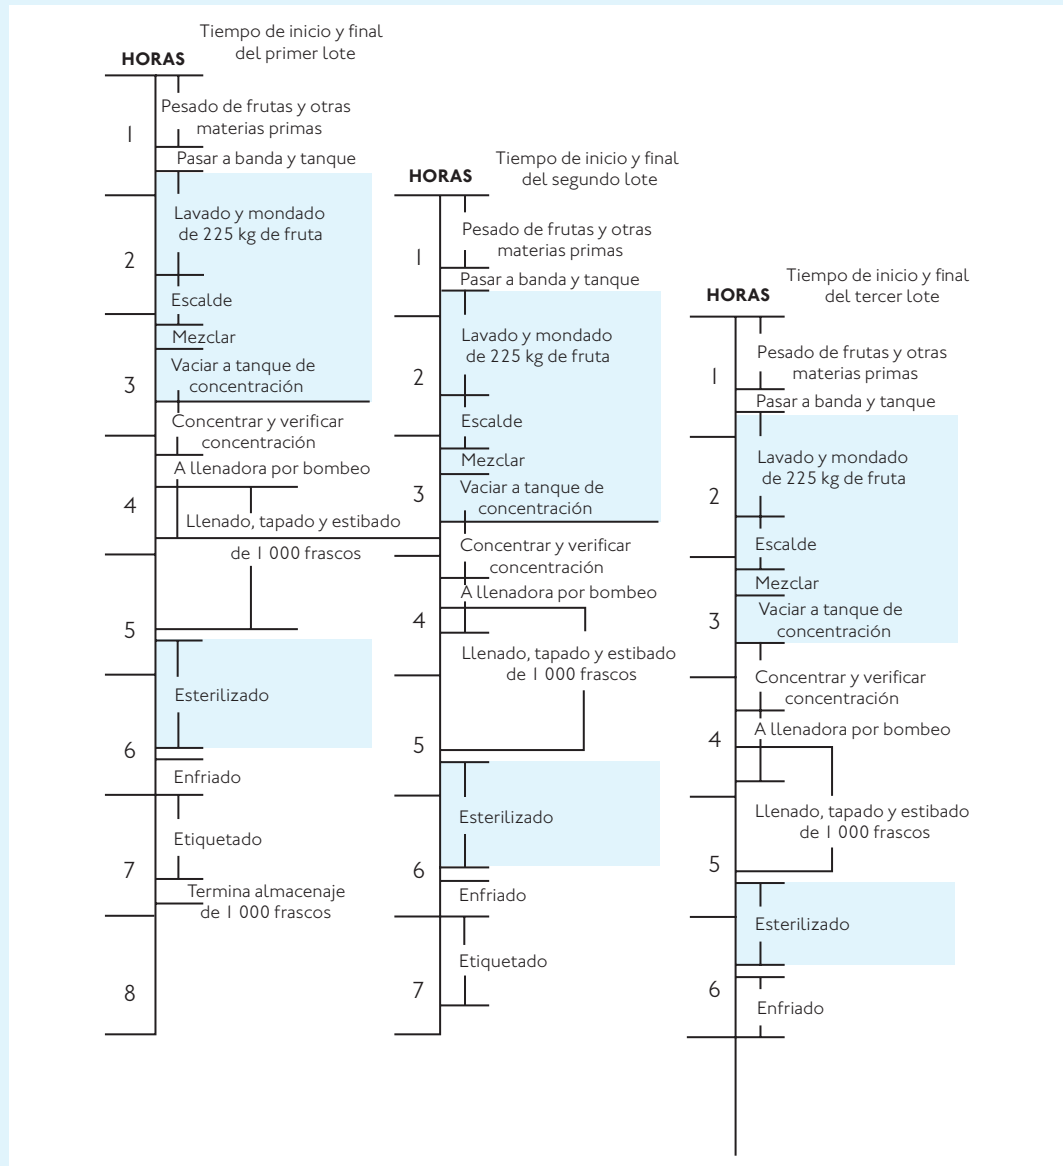 Tiempo de inicio y final
del primer lote
HORAS
Pesado de frutas y otras
materias primas
1
Pasar a banda y tanque
Lavado y mondado
de 225 kg de fruta
2
Escalde
Mezclar
Vaciar a tanque de
concentración
3
Concentrar y verificar
concentración
A llenadora por bombeo
4
Llenado, tapado y estibado
de 1 000 frascos
5
Esterilizado
6
Enfriado
Etiquetado
7
Termina almacenaje
de 1 000 frascos
8
Tiempo de inicio y final
del segundo lote
HORAS
Pesado de frutas y otras
materias primas
1
Pasar a banda y tanque
Lavado y mondado
de 225 kg de fruta
2
Escalde
Mezclar
Vaciar a tanque de
concentración
3
Concentrar y verificar
concentración
A llenadora por bombeo
4
Llenado, tapado y estibado
de 1 000 frascos
5
Esterilizado
6
Enfriado
Etiquetado
7
Tiempo de inicio y final
del tercer lote
HORAS
Pesado de frutas y otras
materias primas
1
Pasar a banda y tanque
Lavado y mondado
de 225 kg de fruta
2
Escalde
Mezclar
Vaciar a tanque de
concentración
3
Concentrar y verificar
concentración
A llenadora por bombeo
4
Llenado, tapado y estibado
de 1 000 frascos
5
Esterilizado
6
Enfriado